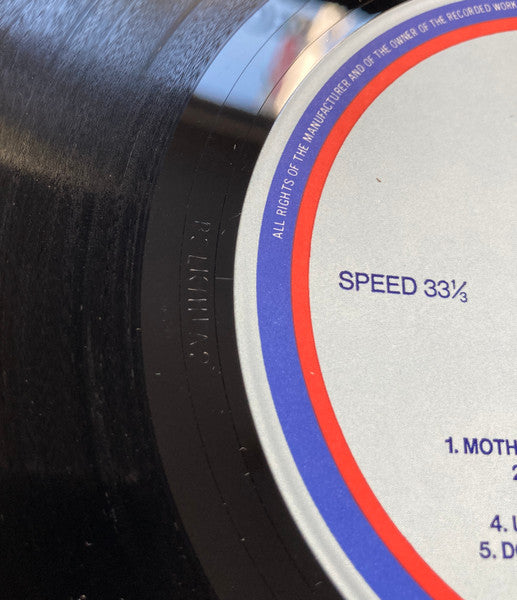 ALL RIGHTS OF THE MANUFACTURER AND OF THE OWNER OF THE RECORDED WORK
SPEED 33⅓
1. MOTH
2
4. U
5. DO